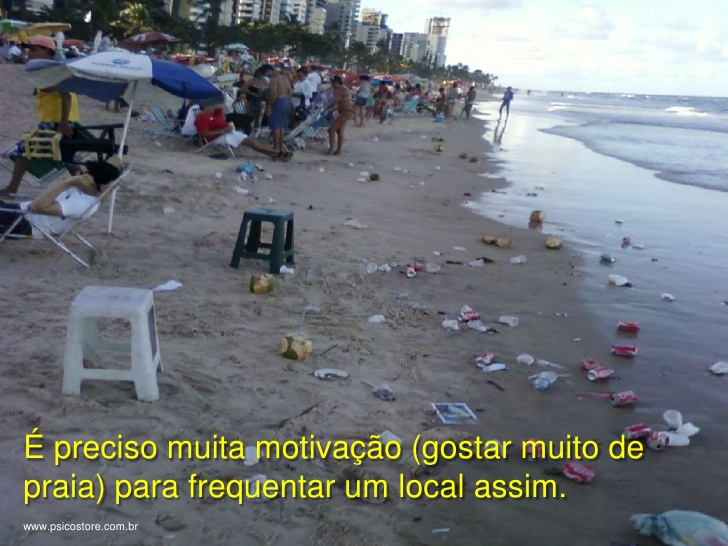 É preciso muita motivação (gostar muito de
praia) para frequentar um local assim.
www.psicostore.com.br